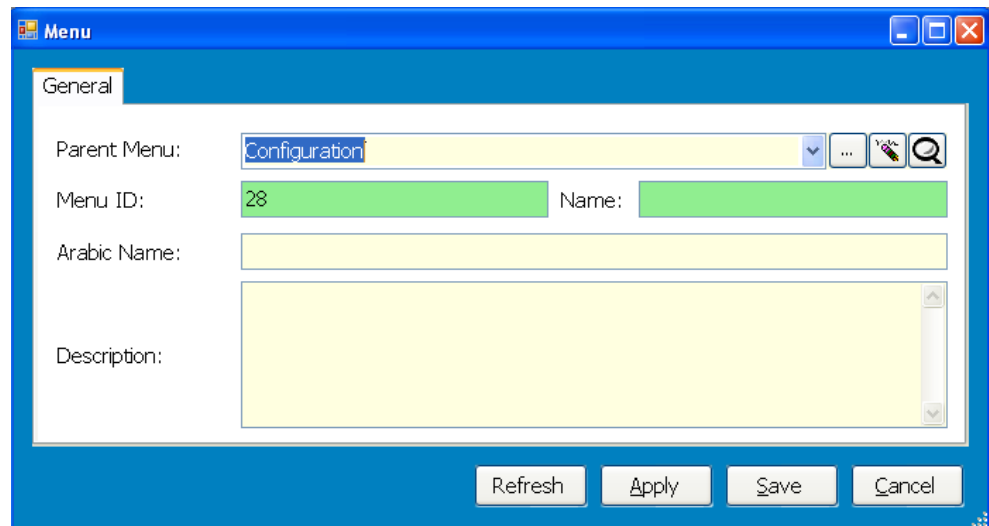 Menu
General
Parent Menu: Configuration ...
Menu ID: 28 Name:
Arabic Name:
Description:
Refresh Apply Save Cancel